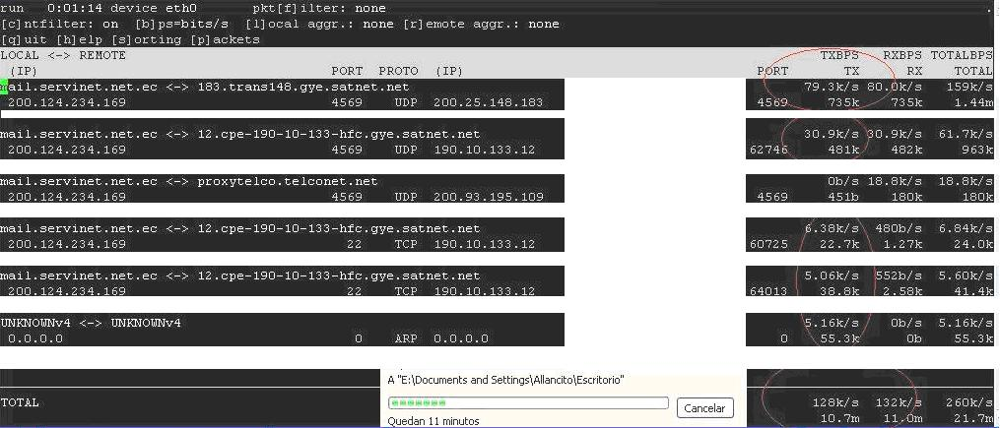 run   0:01:14 device eth0      pkt[f]ilter: none
[c]ntfilter: on  [b]ps=bits/s  [l]ocal aggr.: none [r]emote aggr.: none
[q]uit [h]elp [s]orting [p]ackets
LOCAL <-> REMOTE TXBPS RXBPS TOTALBPS
(IP) PORT PROTO (IP) PORT TX RX TOTAL
mail.servinet.net.ec <-> 183.trans148.gye.satnet.net 79.3k/s 80.0k/s 159k/s
200.124.234.169 4569 UDP 200.25.148.183 4569 735k 735k 1.44m
mail.servinet.net.ec <-> 12.cpe-190-10-133-hfc.gye.satnet.net 30.9k/s 30.9k/s 61.7k/s
200.124.234.169 4569 UDP 190.10.133.12 62746 481k 482k 963k
mail.servinet.net.ec <-> proxytelco.telconet.net 0b/s 18.8k/s 18.8k/s
200.124.234.169 4569 UDP 200.93.195.109 4569 451b 180k 180k
mail.servinet.net.ec <-> 12.cpe-190-10-133-hfc.gye.satnet.net 6.38k/s 480b/s 6.84k/s
200.124.234.169 22 TCP 190.10.133.12 60725 22.7k 1.27k 24.0k
mail.servinet.net.ec <-> 12.cpe-190-10-133-hfc.gye.satnet.net 5.06k/s 552b/s 5.60k/s
200.124.234.169 22 TCP 190.10.133.12 64013 38.8k 2.58k 41.4k
UNKNOWNv4 <-> UNKNOWNv4 5.16k/s 0b/s 5.16k/s
0.0.0.0 0 ARP 0.0.0.0 0 55.3k 0b 55.3k
A "E:\Documents and Settings\Allancito\Escritorio"
TOTAL 128k/s 132k/s 260k/s
Cancelar
Quedan 11 minutos
10.7m 11.0m 21.7m